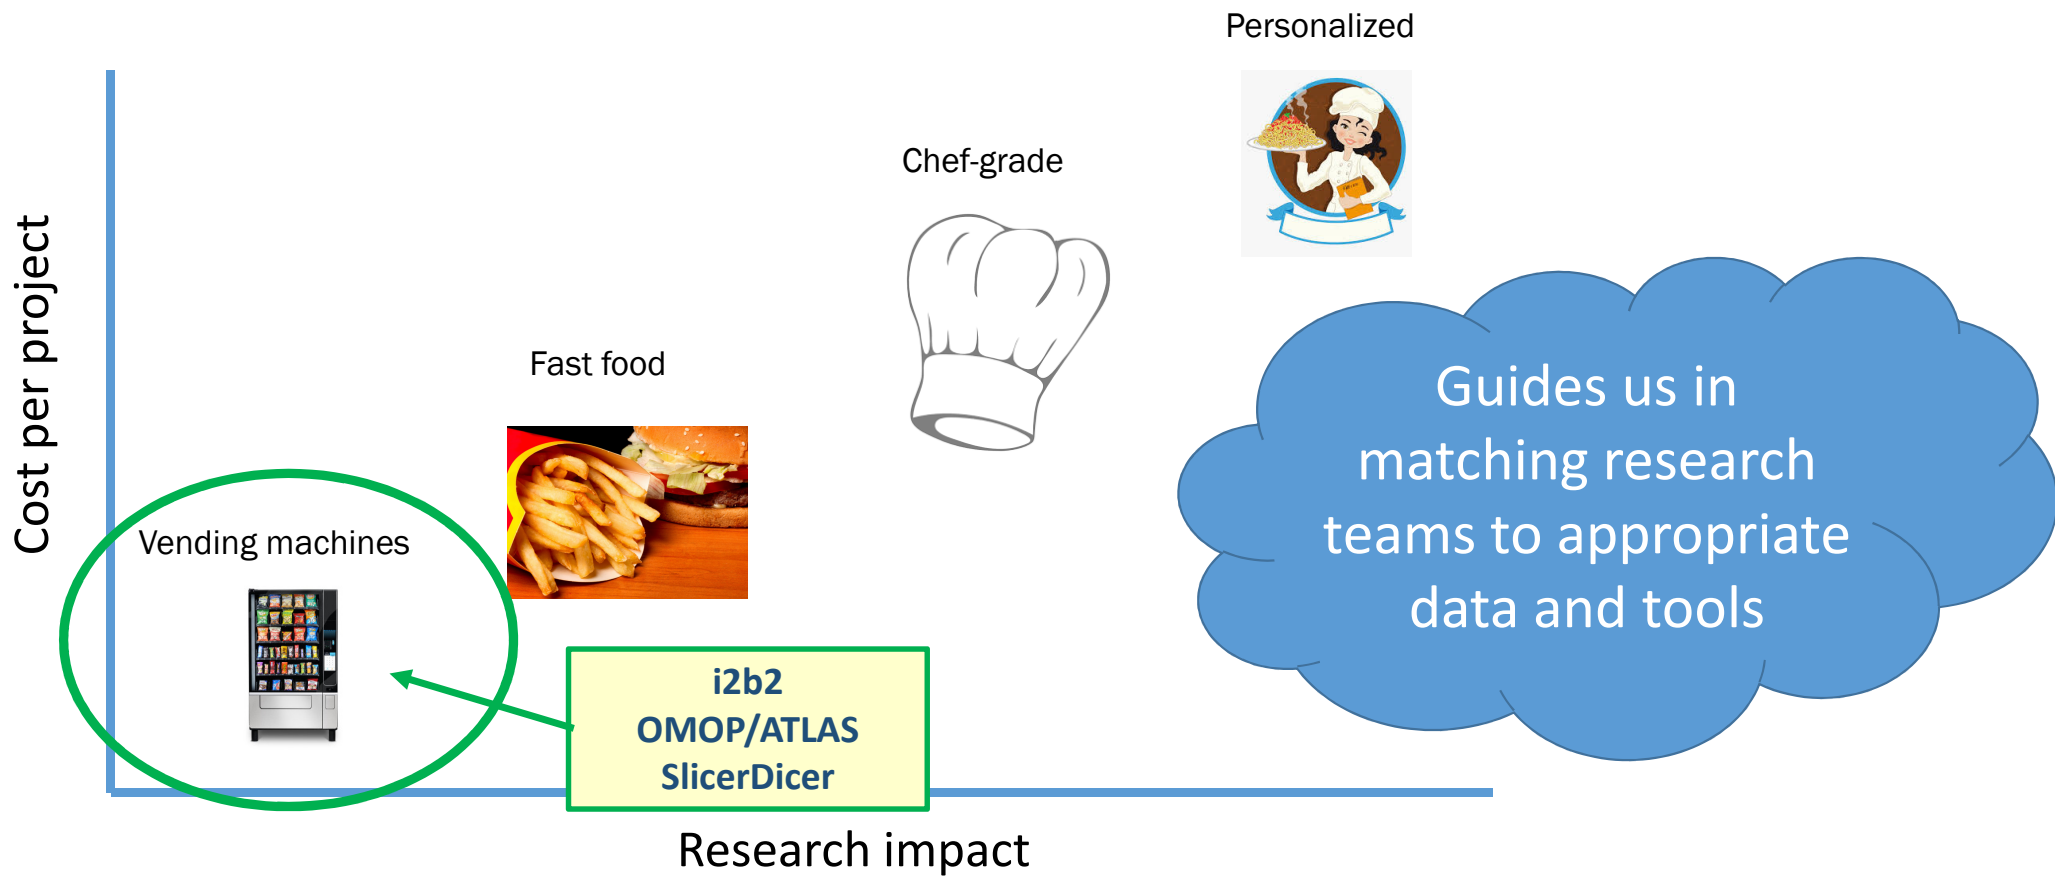 Personalized
Chef-grade
Fast food
Vending machines
Cost per project
i2b2
OMOP/ATLAS
SlicerDicer
Research impact
Guides us in
matching research
teams to appropriate
data and tools